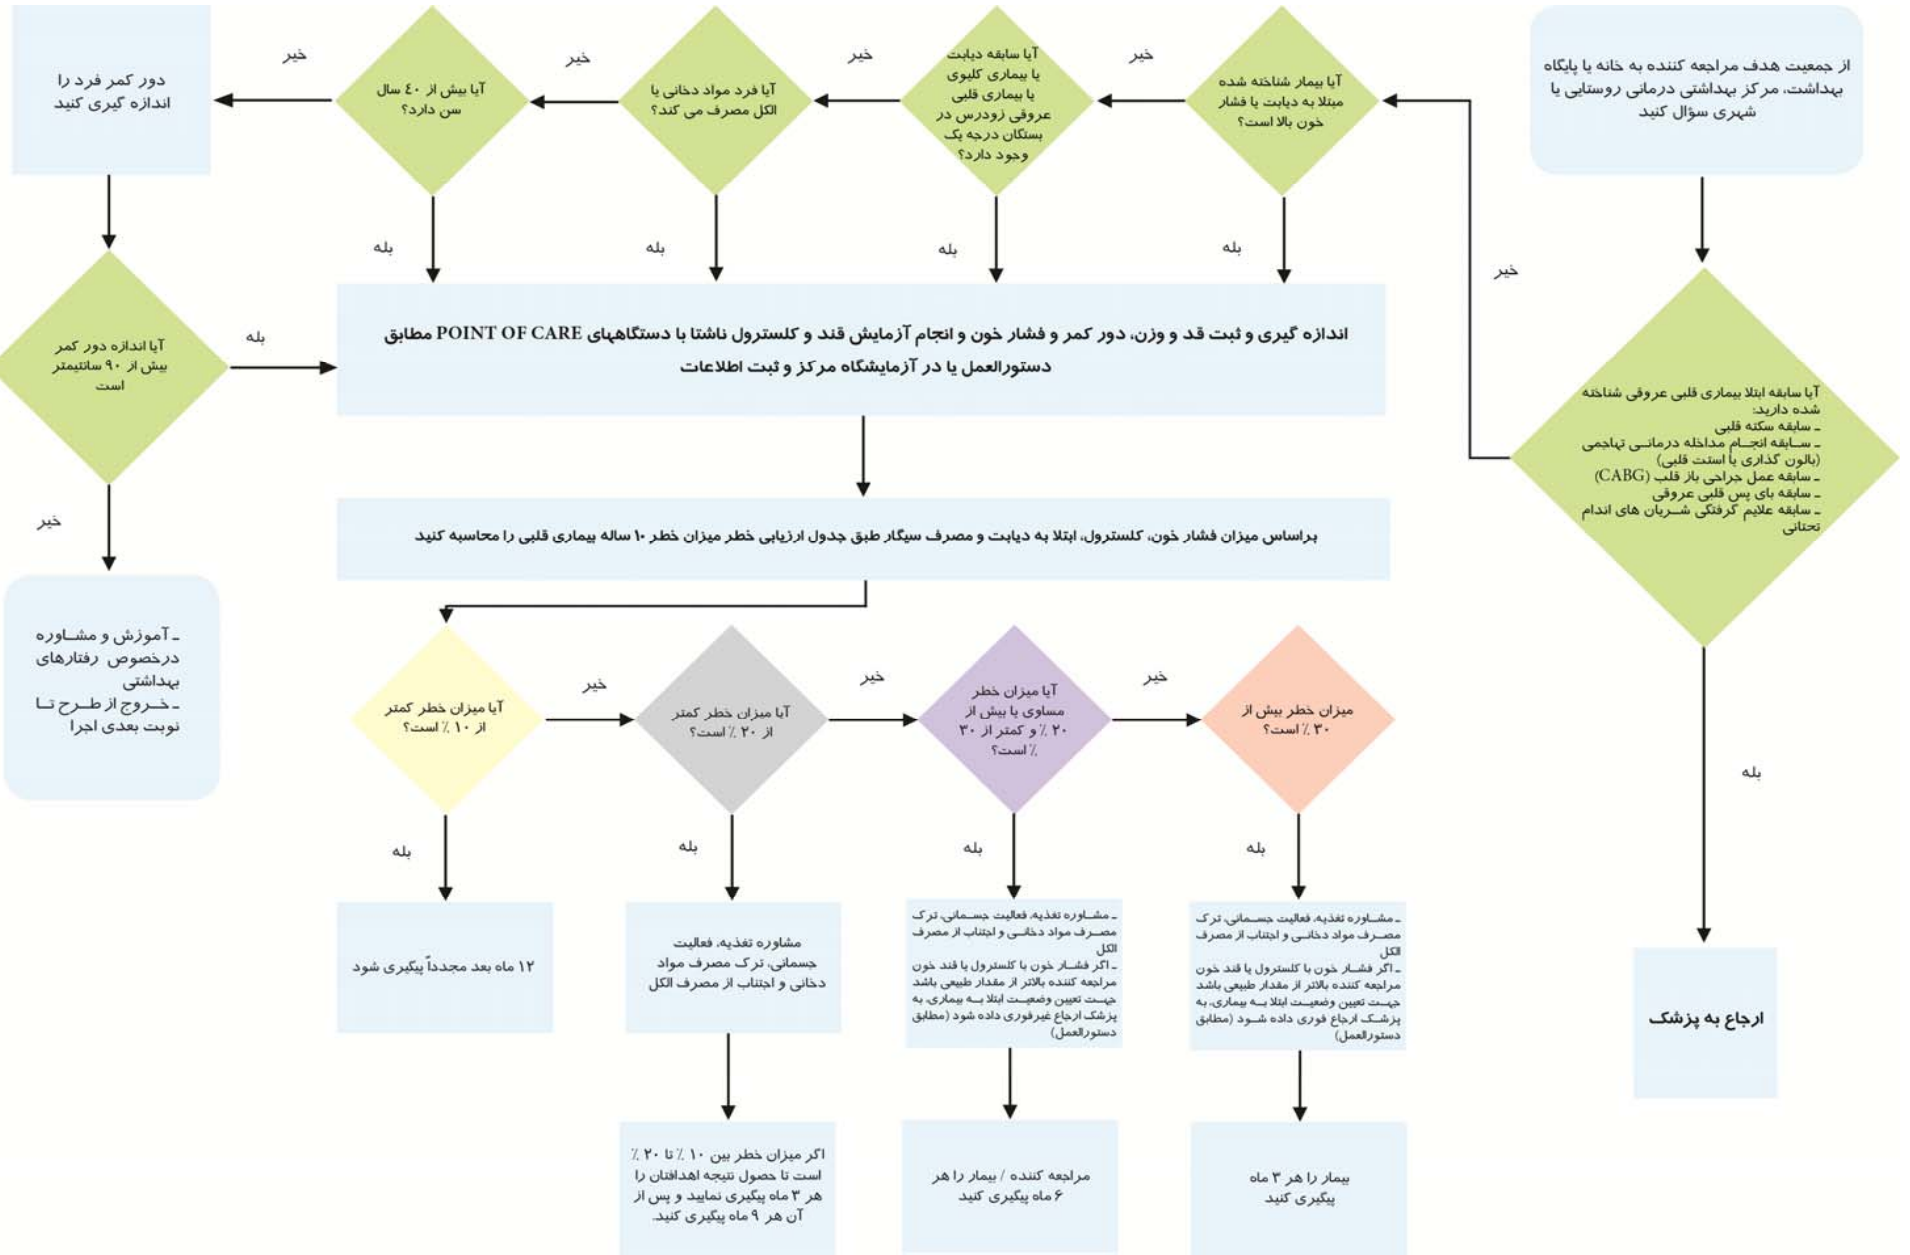 از جمعیت هدف مراجعه کننده به خانه یا پایگاه
بهداشت، مرکز بهداشتی درمانی روستایی یا
شهری سؤال کنید
آیا سابقه ابتلا بیماری قلبی عروقی شناخته
شده دارید:
ـ سابقه سکته قلبی
ـ سابقه انجام مداخله درمانی تهاجمی
(بالون گذاری یا استنت قلبی)
ـ سابقه عمل جراحی باز قلب (CABG)
ـ سابقه بای پس قلبی عروقی
ـ سابقه علایم گرفتگی شریان های اندام
تحتانی
بله
ارجاع به پزشک
خیر
آیا بیمار شناخته شده
مبتلا به دیابت یا فشار
خون بالا است؟
خیر
بله
آیا سابقه دیابت
یا بیماری کلیوی
یا بیماری قلبی
عروقی زودرس در
بستگان درجه یک
وجود دارد؟
خیر
بله
آیا فرد مواد دخانی یا
الکل مصرف می کند؟
خیر
بله
آیا بیش از ٤٠ سال
سن دارد؟
خیر
بله
دور کمر فرد را
اندازه گیری کنید
آیا اندازه دور کمر
بیش از ۹۰ سانتیمتر
است
بله
خیر
ـ آموزش و مشاوره
درخصوص رفتارهای
بهداشتی
ـ خروج از طرح تا
نوبت بعدی اجرا
اندازه گیری و ثبت قد و وزن، دور کمر و فشار خون و انجام آزمایش قند و کلسترول ناشتا با دستگاههای POINT OF CARE مطابق
دستورالعمل یا در آزمایشگاه مرکز و ثبت اطلاعات
براساس میزان فشار خون، کلسترول، ابتلا به دیابت و مصرف سیگار طبق جدول ارزیابی خطر میزان خطر ۱۰ ساله بیماری قلبی را محاسبه کنید
آیا میزان خطر کمتر
از ۱۰ ٪ است؟
خیر
بله
۱۲ ماه بعد مجدداً پیگیری شود
آیا میزان خطر کمتر
از ۲۰ ٪ است؟
خیر
بله
مشاوره تغذیه، فعالیت
جسمانی، ترک مصرف مواد
دخانی و اجتناب از مصرف الکل
اگر میزان خطر بین ۱۰ ٪ تا ۲۰ ٪
است تا حصول نتیجه اهدافتان را
هر ۳ ماه پیگیری نمایید و پس از
آن هر ۹ ماه پیگیری کنید.
آیا میزان خطر
مساوی یا بیش از
۲۰ ٪ و کمتر از ۳۰
٪ است؟
خیر
بله
ـ مشاوره تغذیه، فعالیت جسمانی، ترک
مصرف مواد دخانی و اجتناب از مصرف
الکل
ـ اگر فشار خون با کلسترول یا قند خون
مراجعه کننده بالاتر از مقدار طبیعی باشد
جهت تعیین وضعیت ابتلا به بیماری، به
پزشک ارجاع غیرفوری داده شود (مطابق
دستورالعمل)
مراجعه کننده / بیمار را هر
۶ ماه پیگیری کنید
میزان خطر بیش از
۳۰ ٪ است؟
بله
ـ مشاوره تغذیه، فعالیت جسمانی، ترک
مصرف مواد دخانی و اجتناب از مصرف
الکل
ـ اگر فشار خون با کلسترول یا قند خون
مراجعه کننده بالاتر از مقدار طبیعی باشد
جهت تعیین وضعیت ابتلا به بیماری، به
پزشک ارجاع فوری داده شود (مطابق
دستورالعمل)
بیمار را هر ۳ ماه
پیگیری کنید